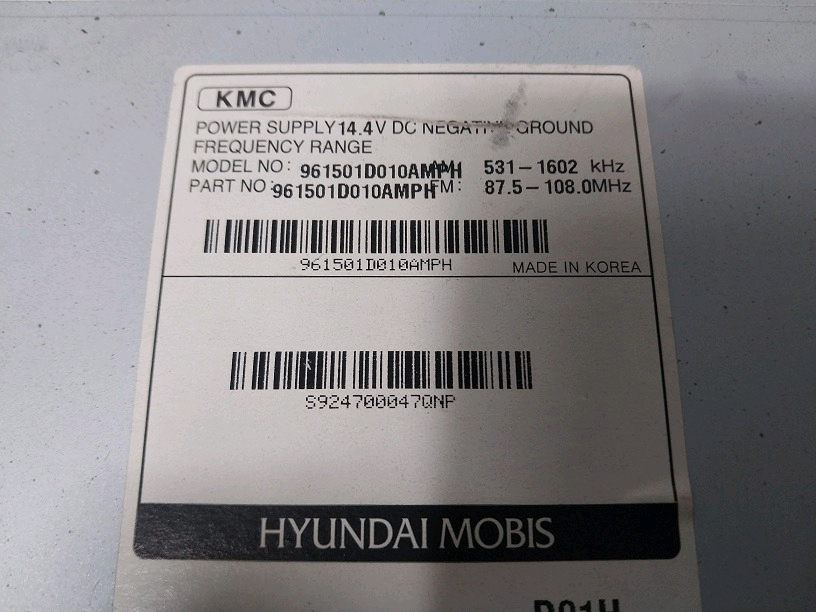 KMC
POWER SUPPLY 14.4V DC NEGATIVE GROUND
FREQUENCY RANGE
MODEL NO: 961501D010AMPH AM: 531-1602 kHz
PART NO: 961501D010AMPH FM: 87.5-108.0MHz
961501D010AMPH
MADE IN KOREA
S924700047QNP
HYUNDAI MOBIS